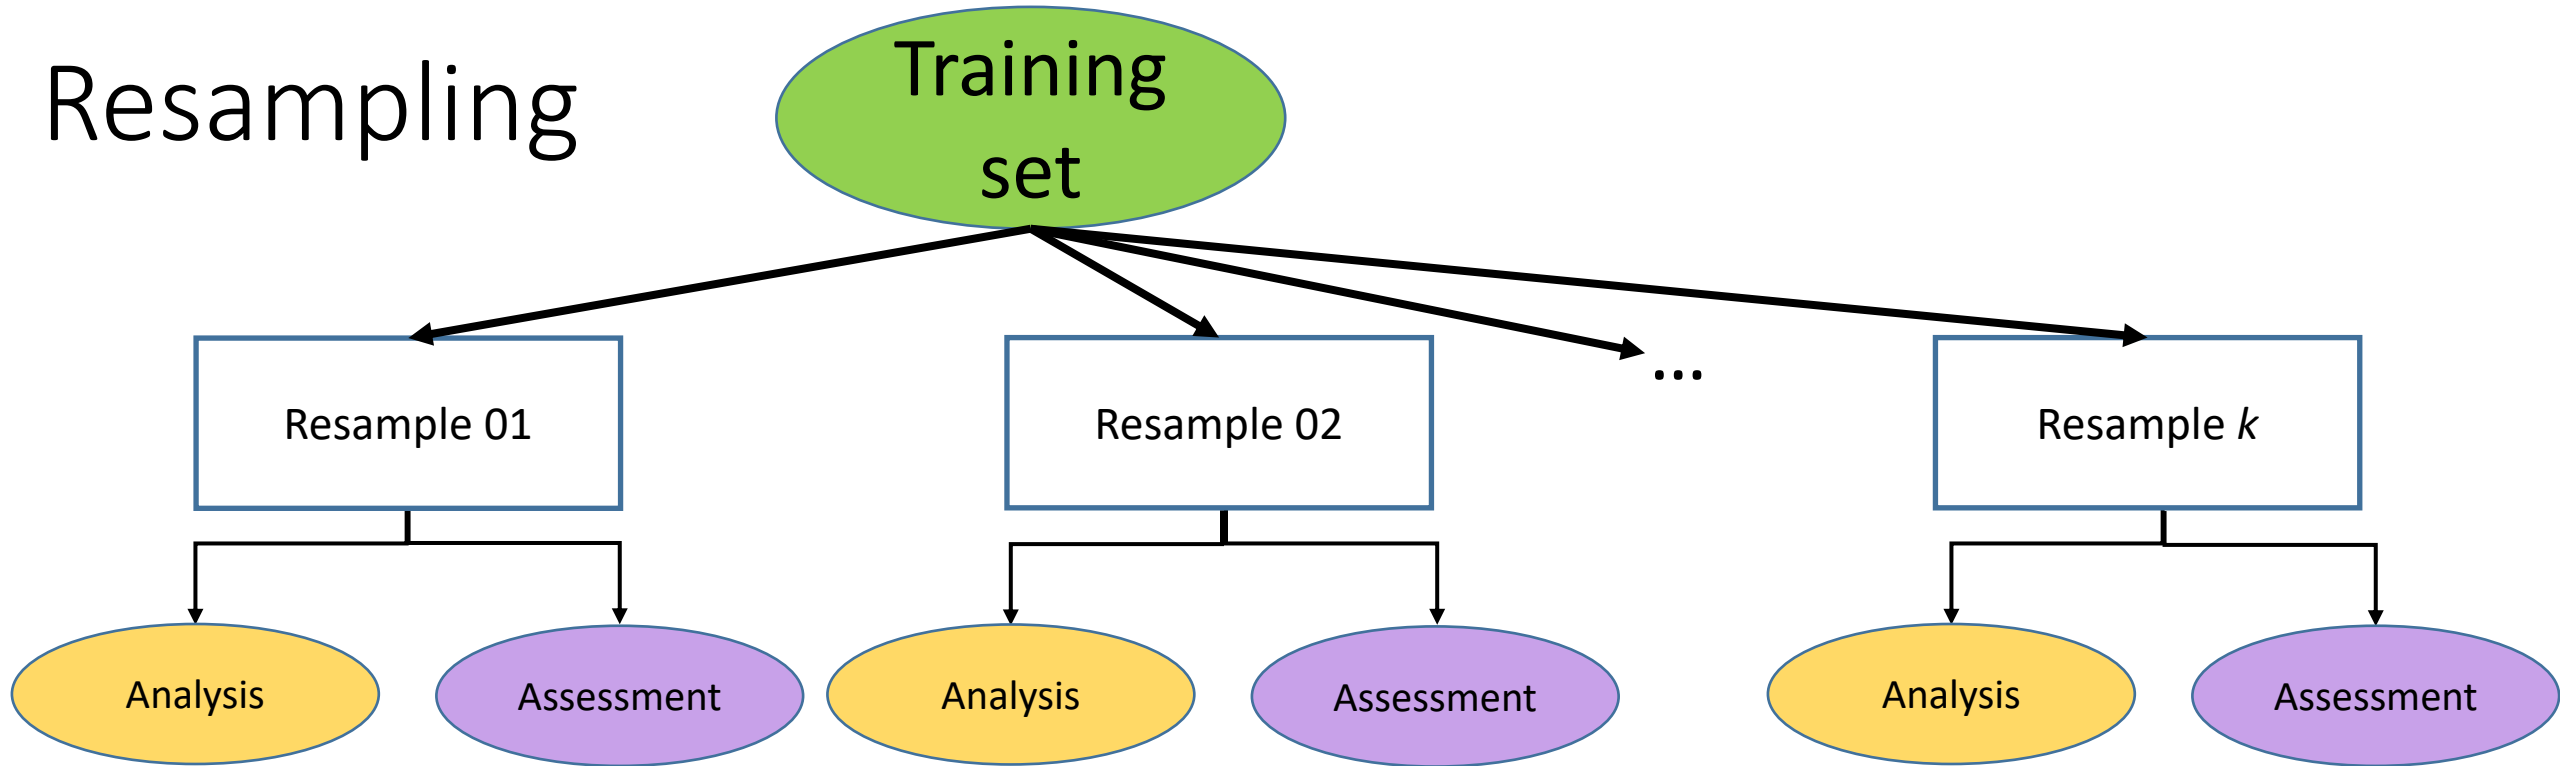 Resampling
Training
set
...
Resample 01
Resample 02
Resample k
Analysis
Assessment
Analysis
Assessment
Analysis
Assessment